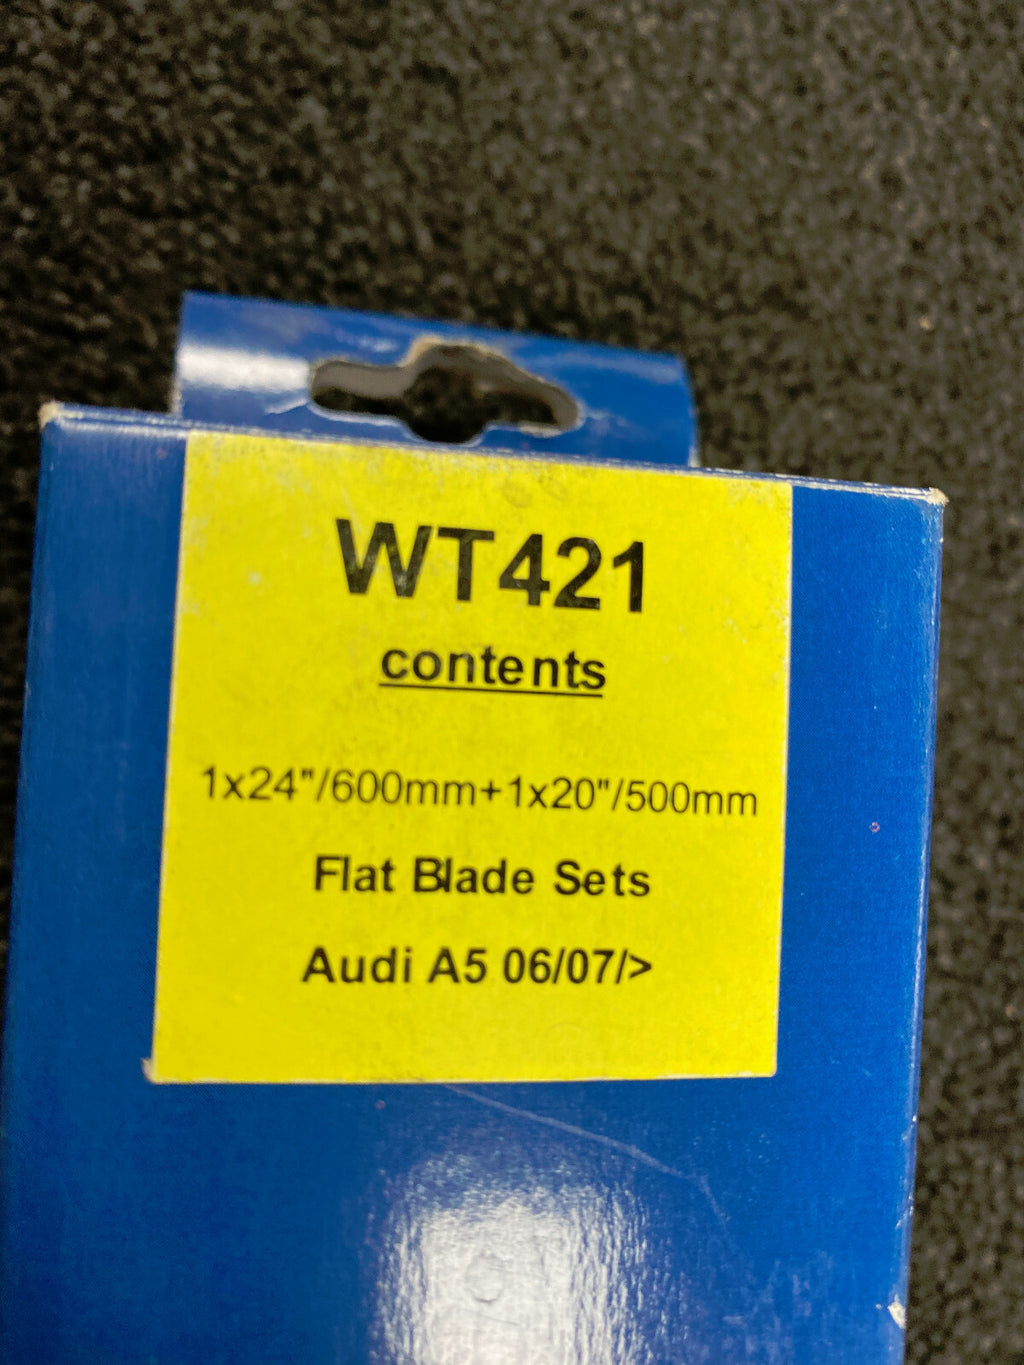 WT421
contents
1x24"/600mm+1x20"/500mm
Flat Blade Sets
Audi A5 06/07/>